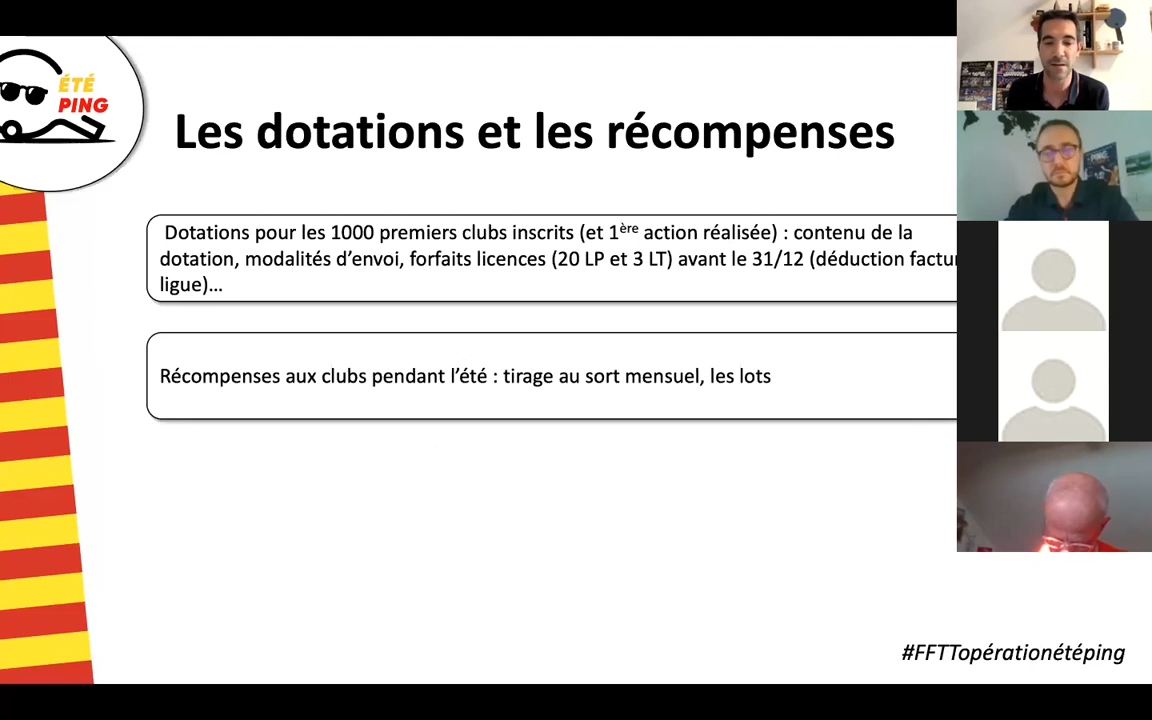 ÉTÉ
PING
Les dotations et les récompenses
Dotations pour les 1000 premiers clubs inscrits (et 1ère action réalisée) : contenu de la
dotation, modalités d’envoi, forfaits licences (20 LP et 3 LT) avant le 31/12 (déduction
ligue)…
Récompenses aux clubs pendant l’été : tirage au sort mensuel, les lots
#FFTTopérationétéping
PING